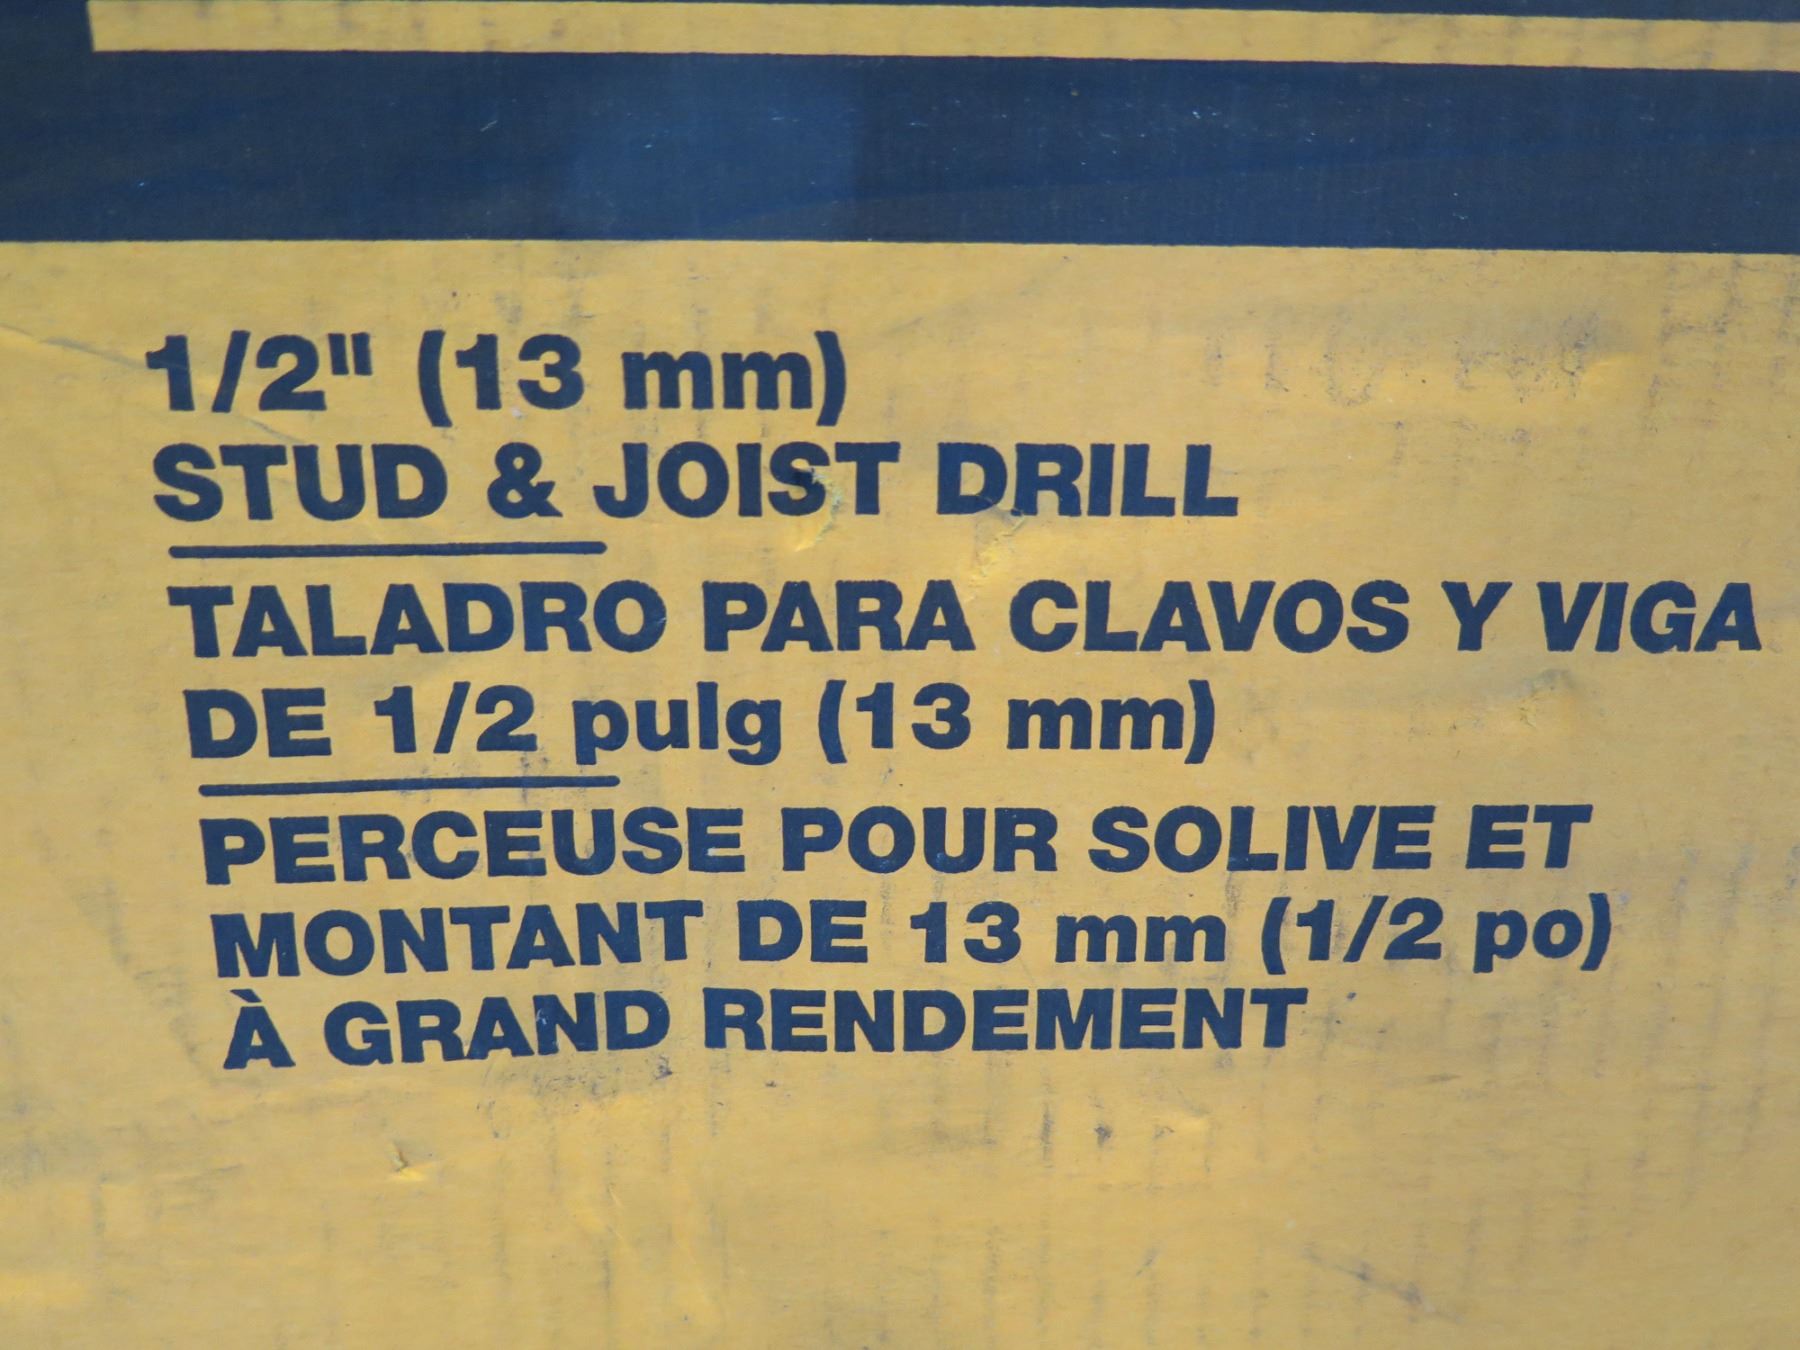 1/2" (13 mm)
STUD & JOIST DRILL
TALADRO PARA CLAVOS Y VIGA
DE 1/2 pulg (13 mm)
PERCEUSE POUR SOLIVE ET
MONTANT DE 13 mm (1/2 po)
À GRAND RENDEMENT